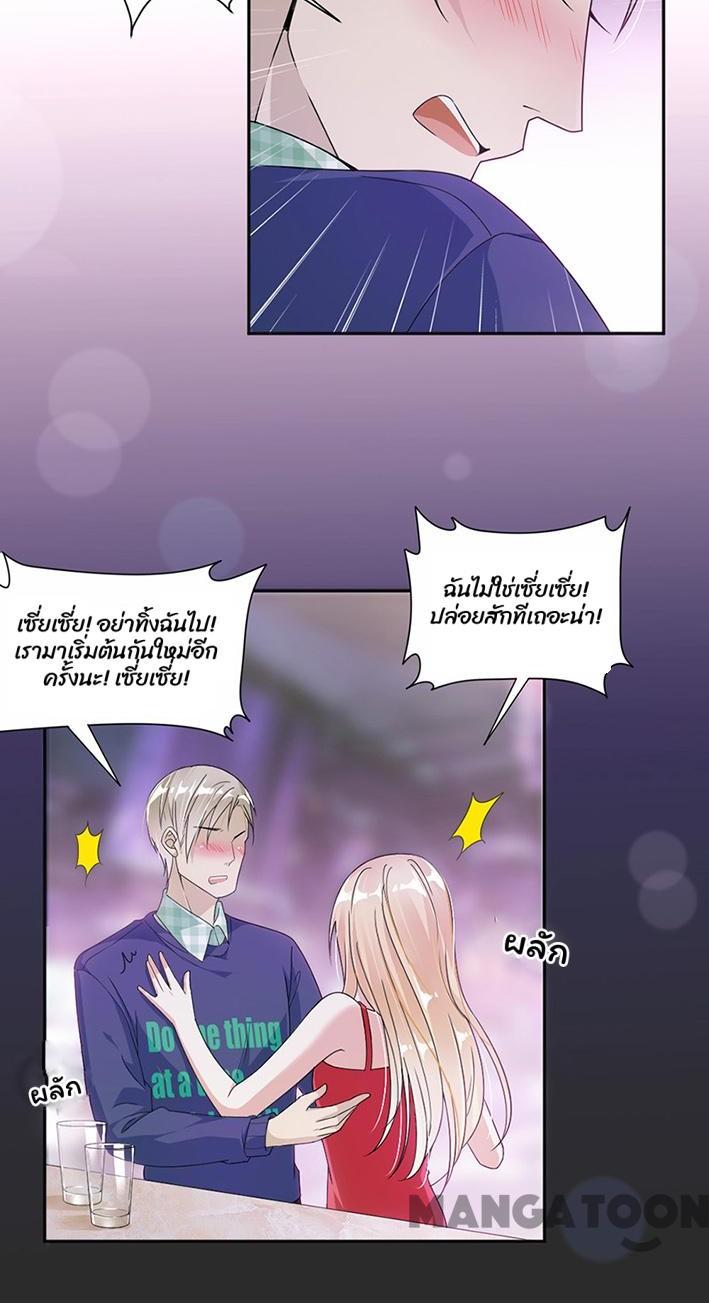 เซี่ยเซี่ย! อย่าทิ้งฉันไป!
เรามาเริ่มต้นกันใหม่อีก
ครั้งนะ! เซี่ยเซี่ย!
ฉันไม่ใช่เซี่ยเซี่ย!
ปล่อยสักทีเถอะน่า!
ผลัก
Do thing
at a
ผลัก
MANGATOON